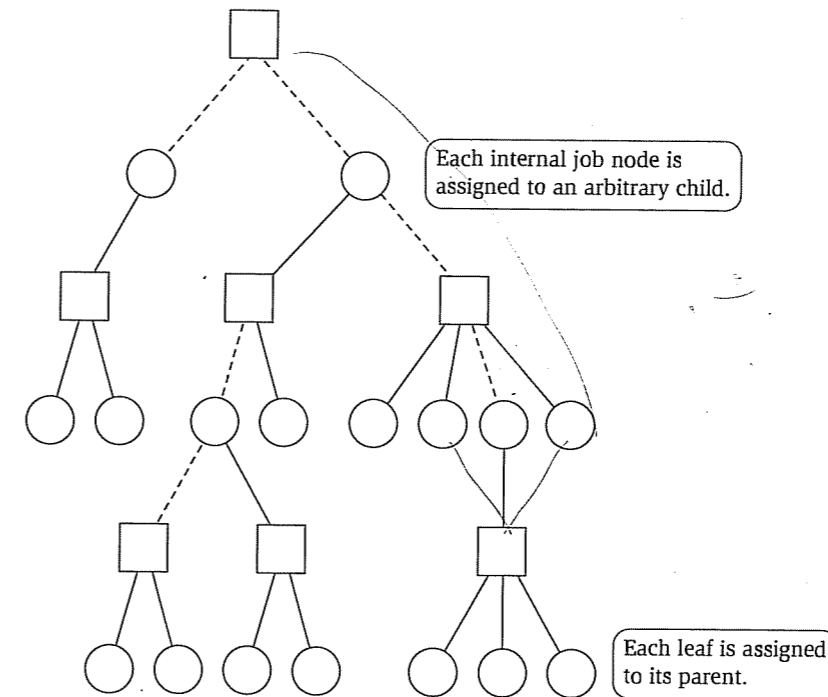 Each internal job node is
assigned to an arbitrary child.
Each leaf is assigned
to its parent.